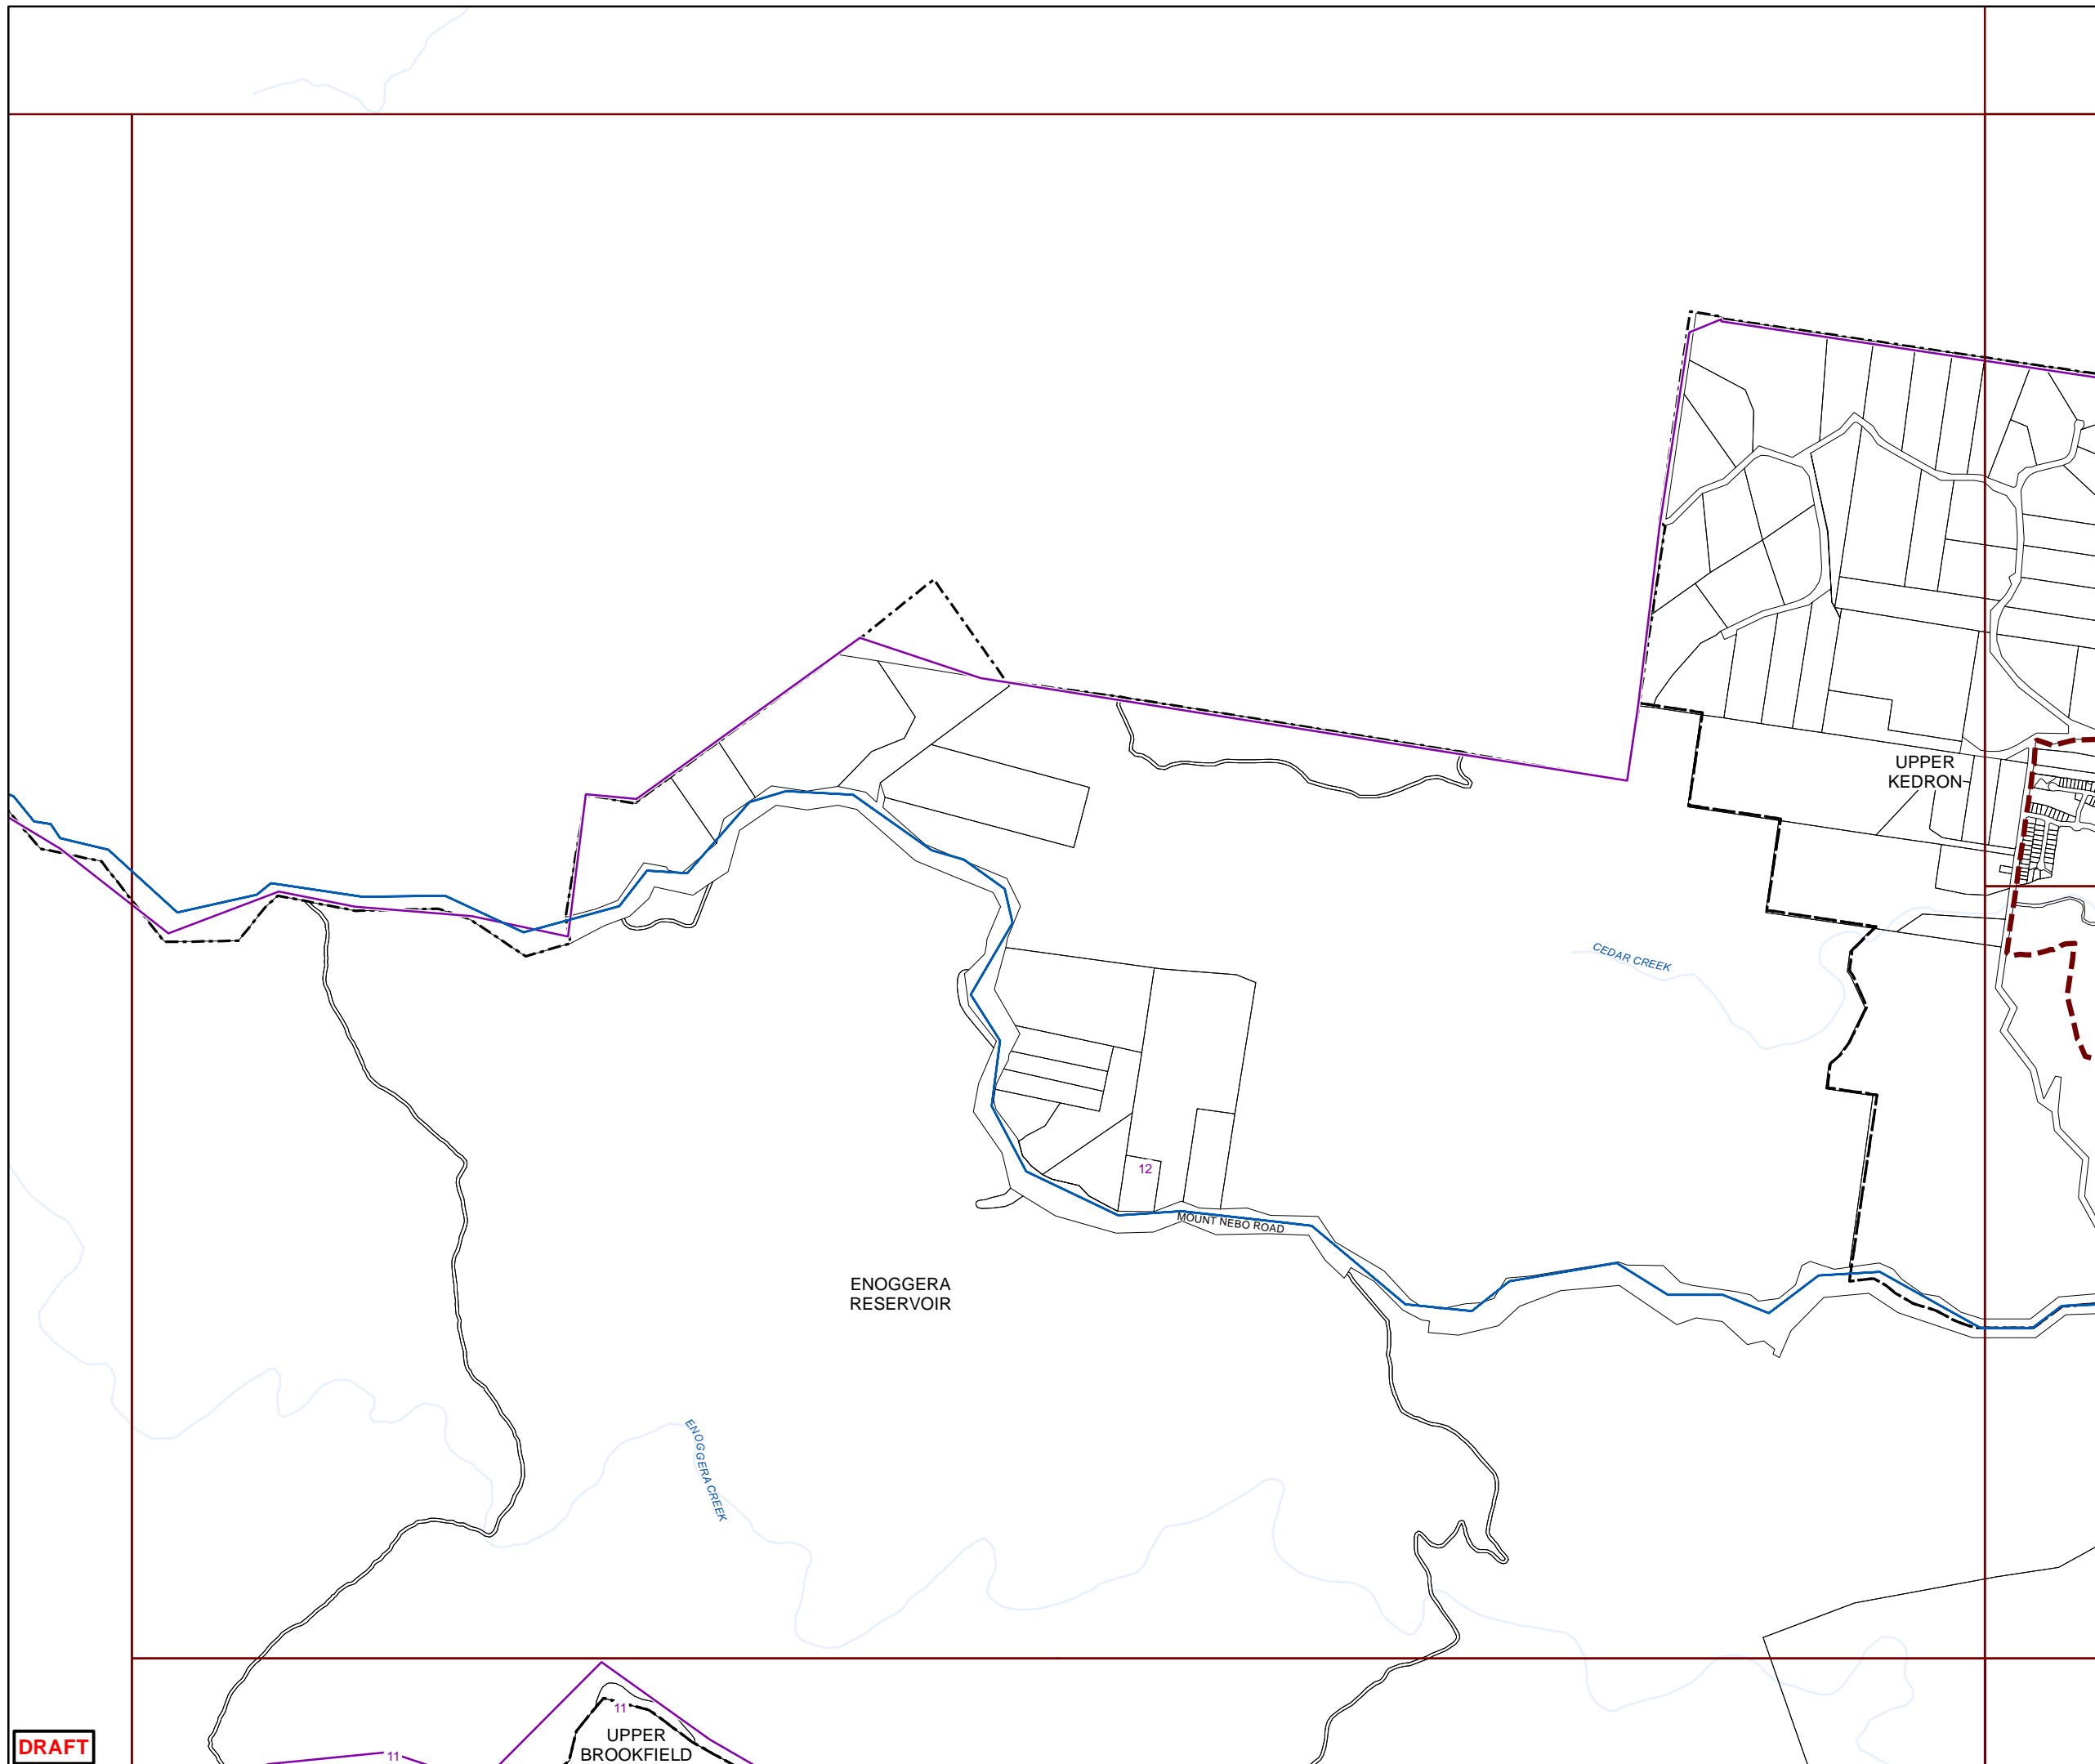 UPPER
KEDRON
CEDAR CREEK
12
MOUNT NEBO ROAD
ENOGGERA
RESERVOIR
ENOGGERA CREEK
11
UPPER
BROOKFIELD
11
DRAFT